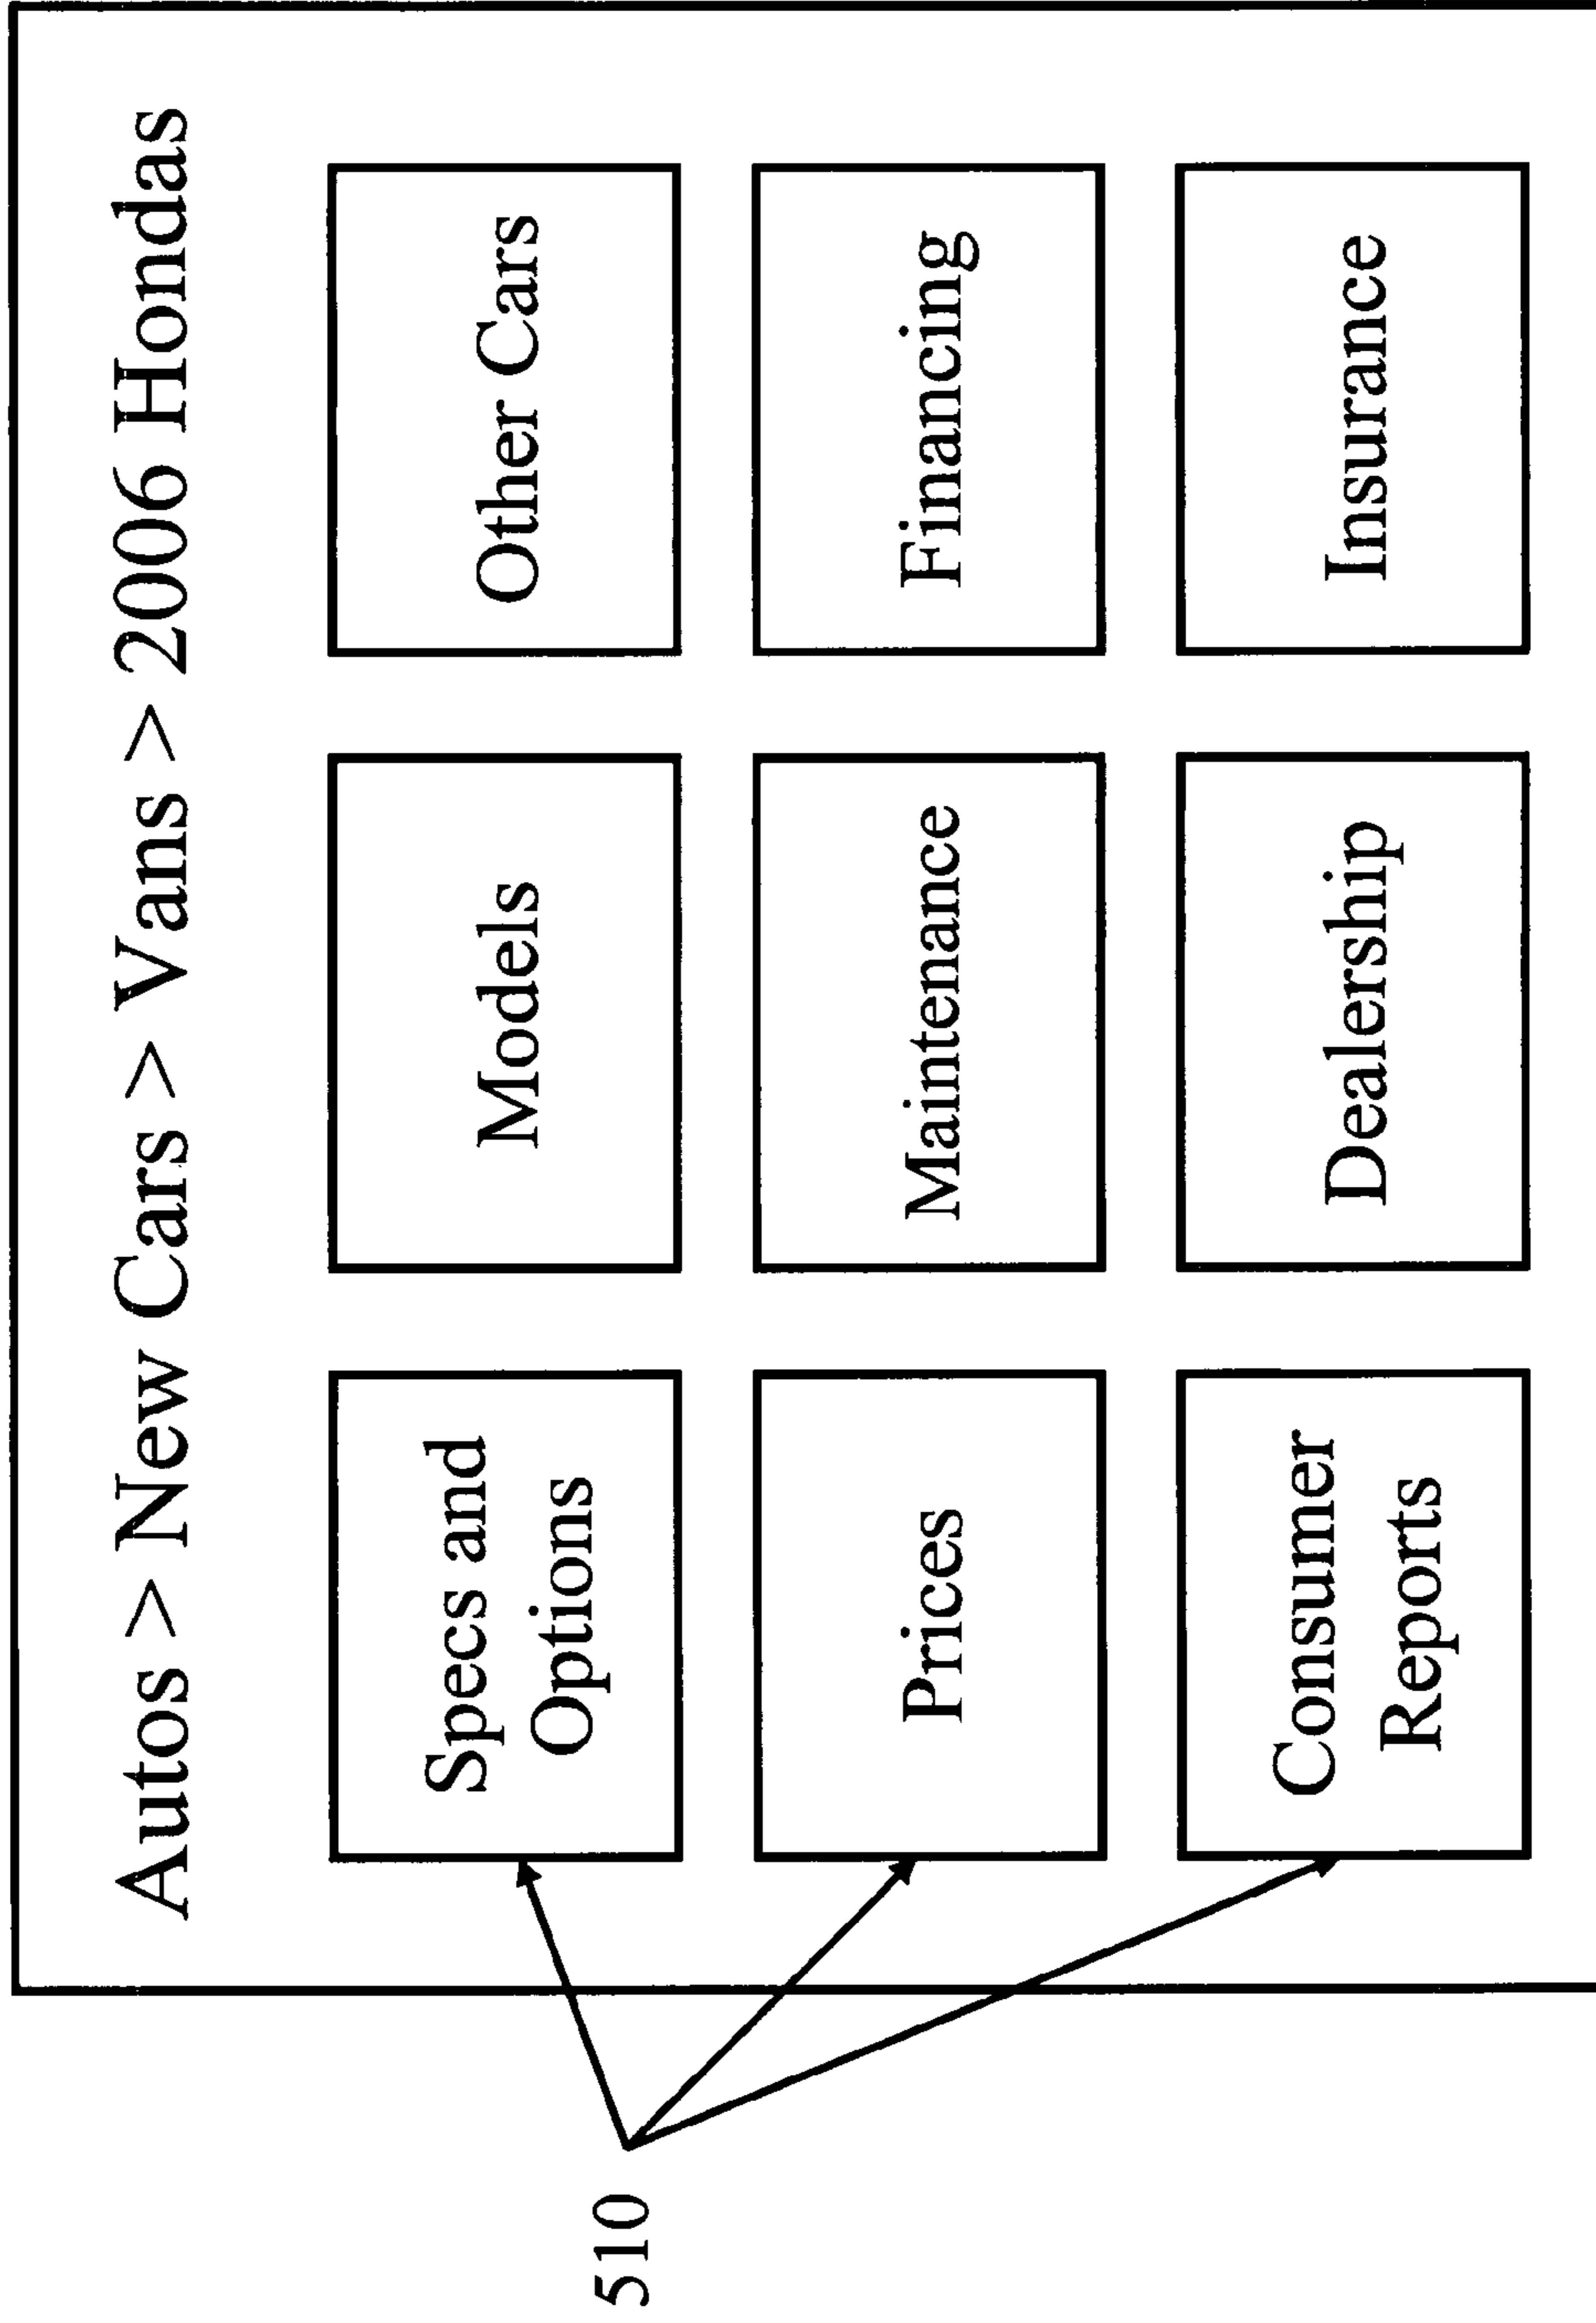 Autos > New Cars > Vans > 2006 Hondas
Specs and
Options
Models
Other Cars
Prices
Maintenance
Financing
Consumer
Reports
Dealership
Insurance
510